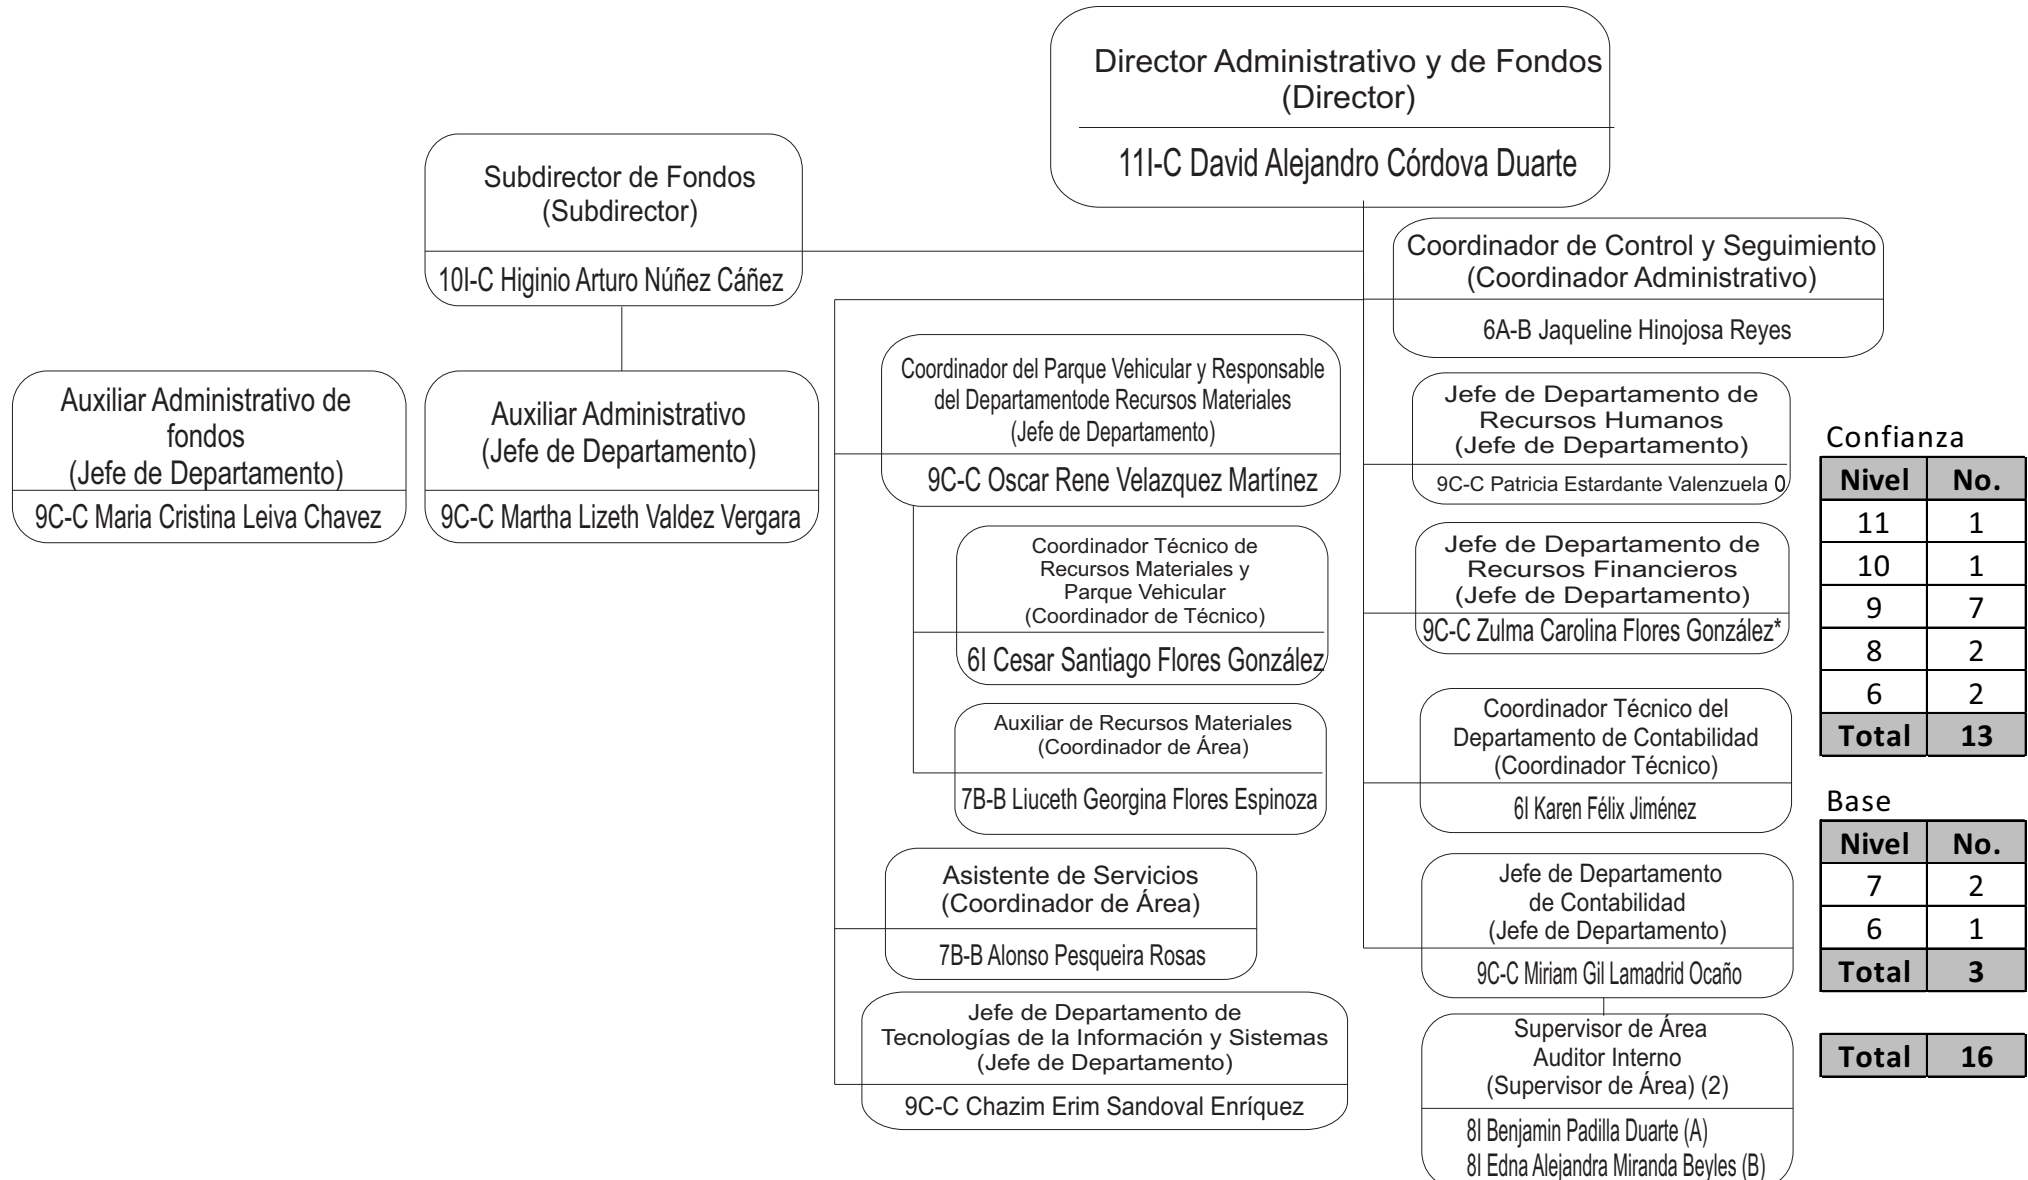 Director Administrativo y de Fondos
(Director)
11I-C David Alejandro Córdova Duarte
Subdirector de Fondos
(Subdirector)
10I-C Higinio Arturo Núñez Cáñez
Coordinador de Control y Seguimiento
(Coordinador Administrativo)
6A-B Jaqueline Hinojosa Reyes
Auxiliar Administrativo de
fondos
(Jefe de Departamento)
9C-C Maria Cristina Leiva Chavez
Auxiliar Administrativo
(Jefe de Departamento)
9C-C Martha Lizeth Valdez Vergara
Coordinador del Parque Vehicular y Responsable
del Departamentode Recursos Materiales
(Jefe de Departamento)
9C-C Oscar Rene Velazquez Martínez
Coordinador Técnico de
Recursos Materiales y
Parque Vehicular
(Coordinador de Técnico)
6I Cesar Santiago Flores González
Auxiliar de Recursos Materiales
(Coordinador de Área)
7B-B Liuceth Georgina Flores Espinoza
Asistente de Servicios
(Coordinador de Área)
7B-B Alonso Pesqueira Rosas
Jefe de Departamento de
Tecnologías de la Información y Sistemas
(Jefe de Departamento)
9C-C Chazim Erim Sandoval Enríquez
Jefe de Departamento de
Recursos Humanos
(Jefe de Departamento)
9C-C Patricia Estardante Valenzuela 0
Jefe de Departamento de
Recursos Financieros
(Jefe de Departamento)
9C-C Zulma Carolina Flores González*
Coordinador Técnico del
Departamento de Contabilidad
(Coordinador Técnico)
6I Karen Félix Jiménez
Jefe de Departamento
de Contabilidad
(Jefe de Departamento)
9C-C Miriam Gil Lamadrid Ocaño
Supervisor de Área
Auditor Interno
(Supervisor de Área) (2)
8I Benjamin Padilla Duarte (A)
8I Edna Alejandra Miranda Beyles (B)
Confianza
Nivel No.
11 1
10 1
9 7
8 2
6 2
Total 13
Base
Nivel No.
7 2
6 1
Total 3
Total 16